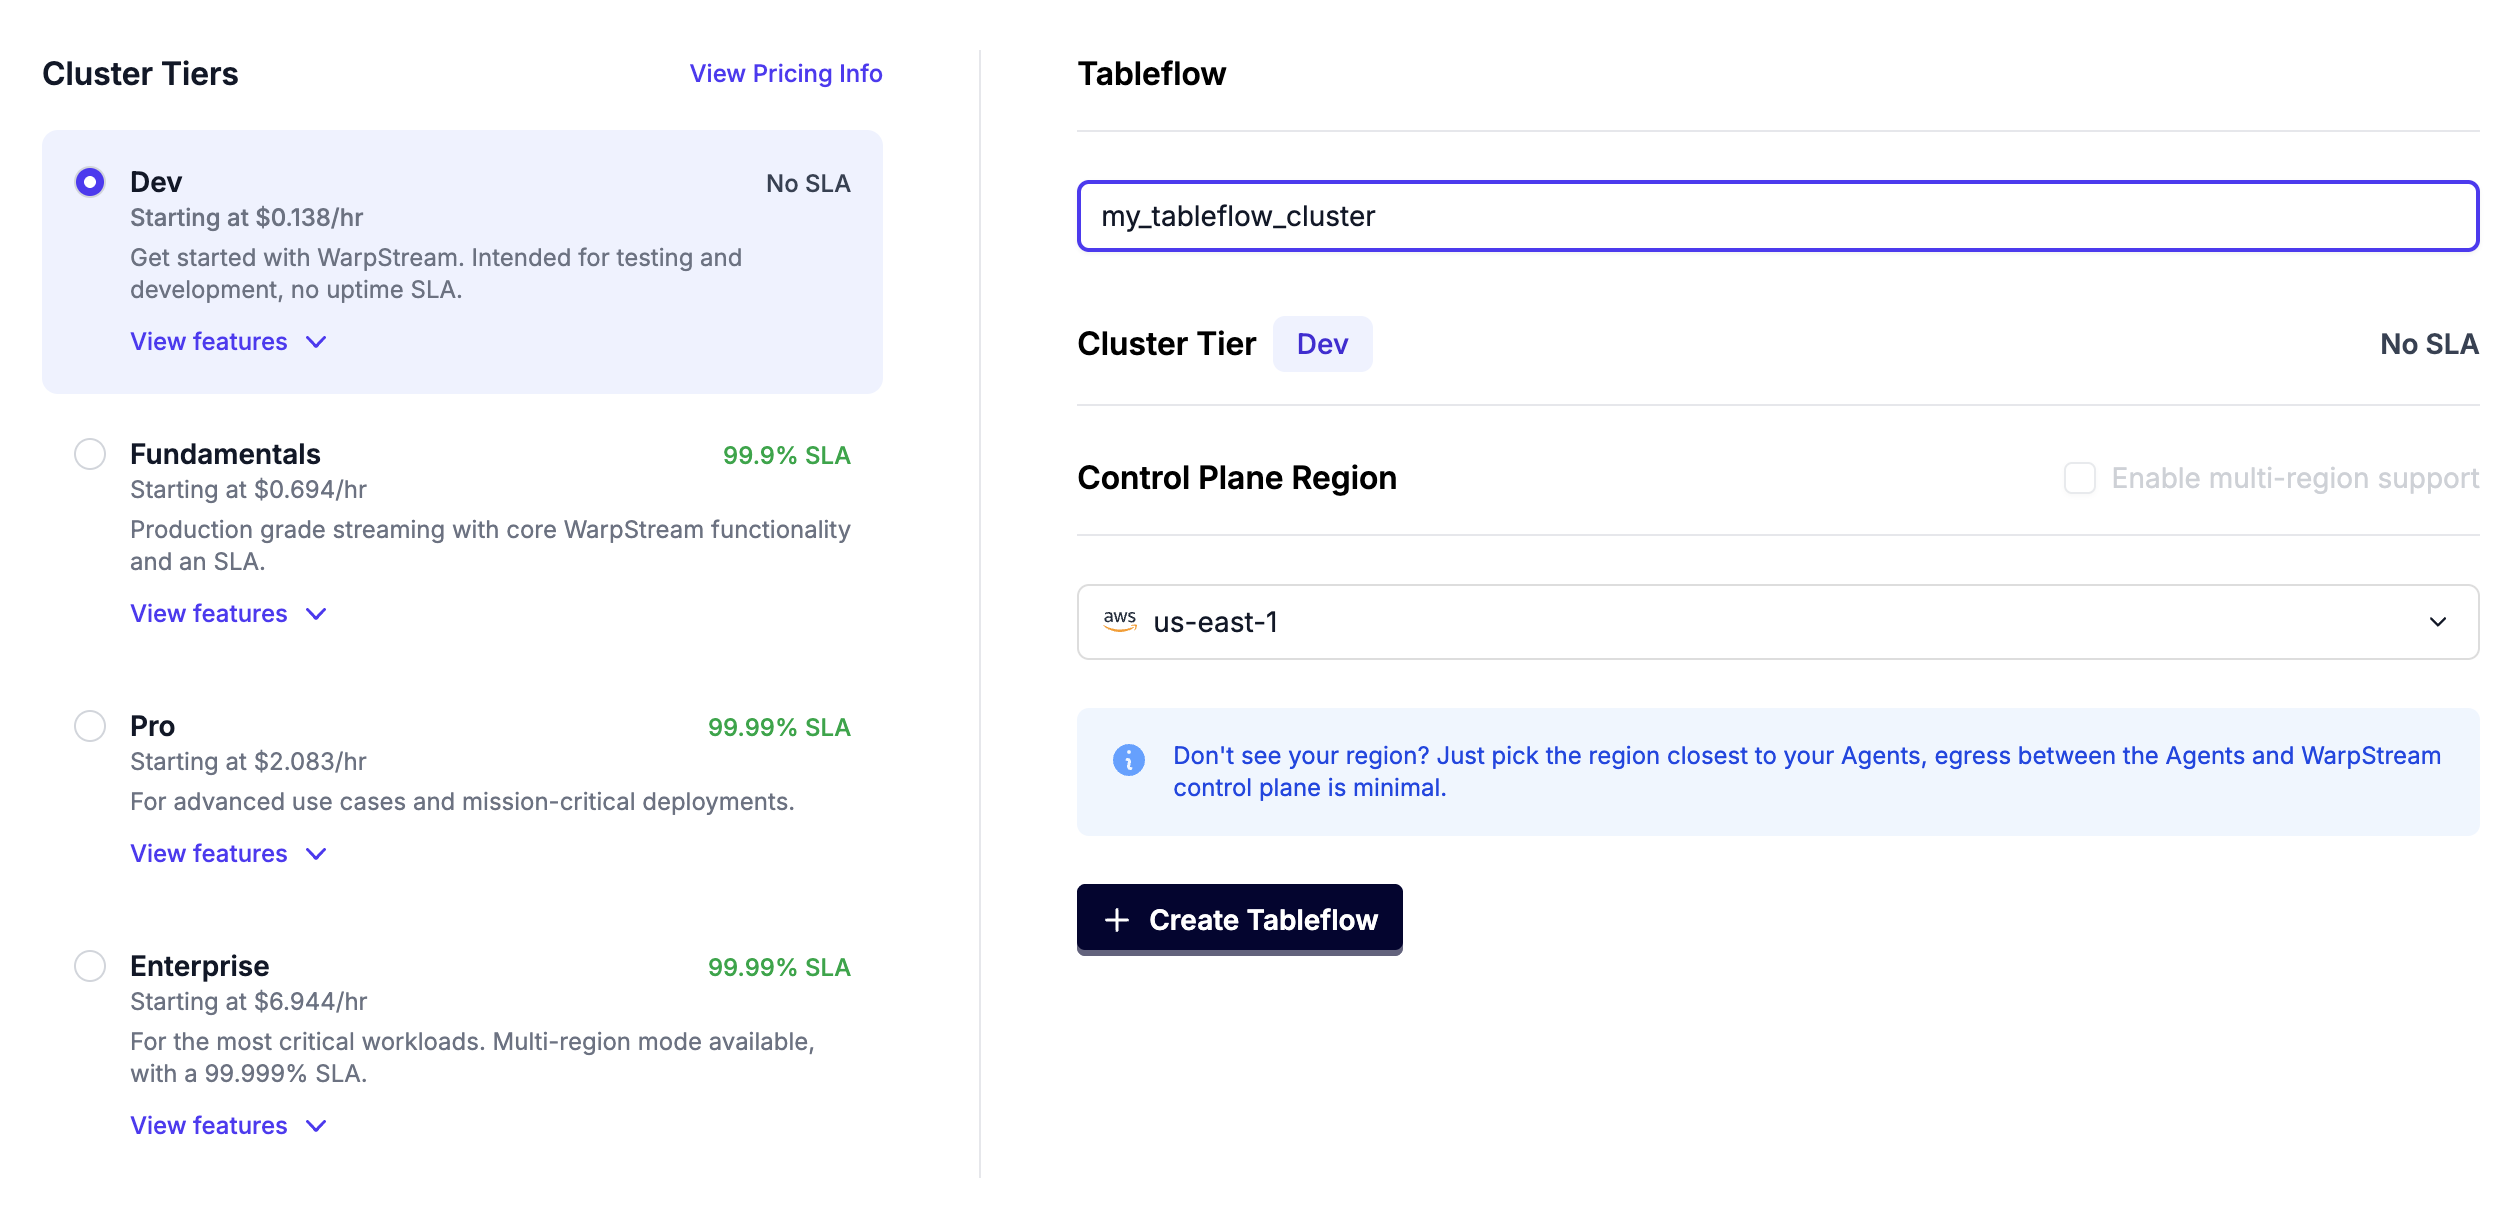 Cluster Tiers
View Pricing Info
Dev
No SLA
Starting at $0.138/hr
Get started with WarpStream. Intended for testing and
development, no uptime SLA.
View features
Fundamentals
99.9% SLA
Starting at $0.694/hr
Production grade streaming with core WarpStream functionality
and an SLA.
View features
Pro
99.99% SLA
Starting at $2.083/hr
For advanced use cases and mission-critical deployments.
View features
Enterprise
99.99% SLA
Starting at $6.944/hr
For the most critical workloads. Multi-region mode available,
with a 99.999% SLA.
View features
Tableflow
my_tableflow_cluster
Cluster Tier
Dev
No SLA
Control Plane Region
Enable multi-region support
aws
us-east-1
Don't see your region? Just pick the region closest to your Agents, egress between the Agents and WarpStream
control plane is minimal.
Create Tableflow